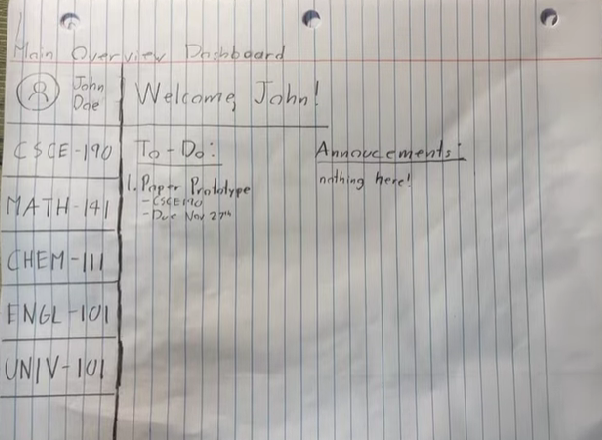 Main Overview Dashboard
John
Doe
Welcome, John!
CSCE-190
MATH-141
CHEM-111
ENGL-101
UNIV-101
To-Do:
1. Paper Prototype
-CSCE190
-Due Nov 27th
Annoucements:
nothing here!